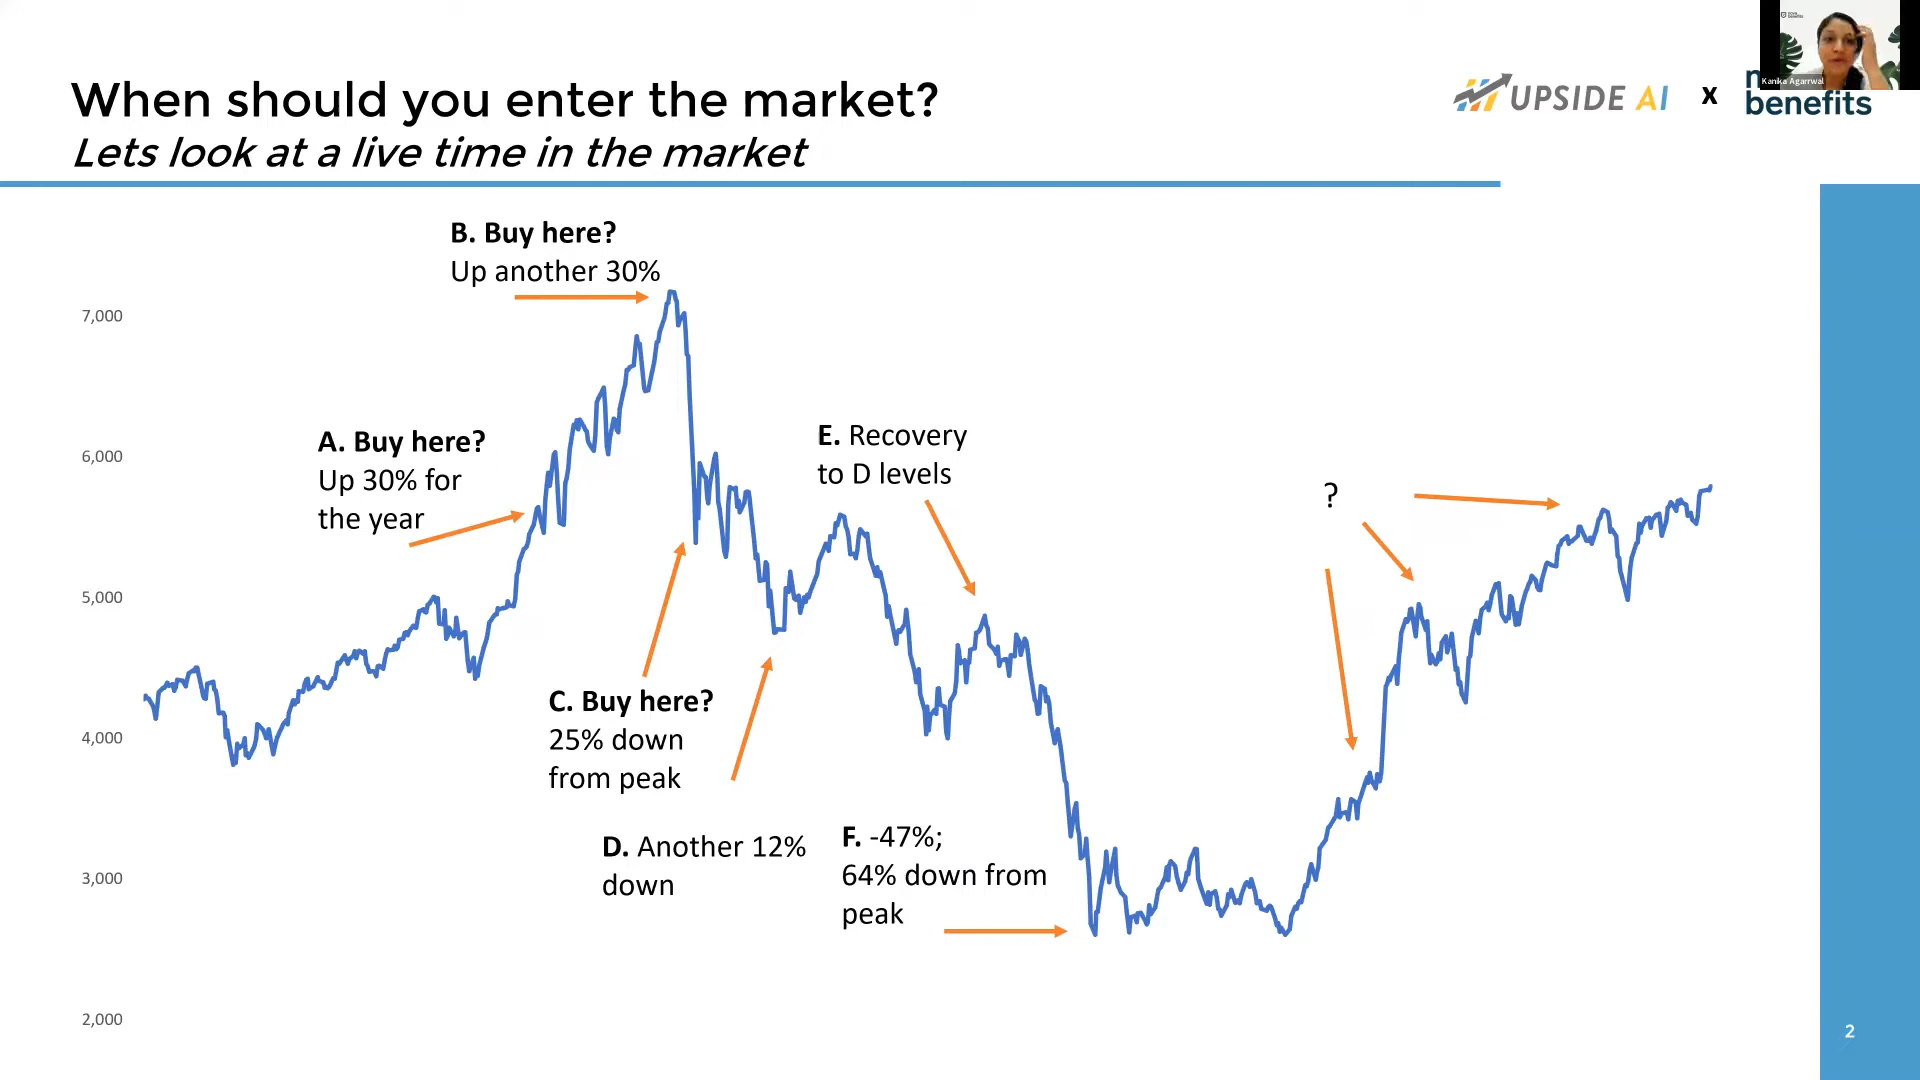 When should you enter the market?
Lets look at a live time in the market
UPSIDE AI
x
benefits
Kanika Agarrwal
B. Buy here?
Up another 30%
7,000
A. Buy here?
Up 30% for
the year
6,000
E. Recovery
to D levels
?
5,000
C. Buy here?
25% down
from peak
4,000
D. Another 12%
down
F. -47%;
64% down from
peak
3,000
2,000
2